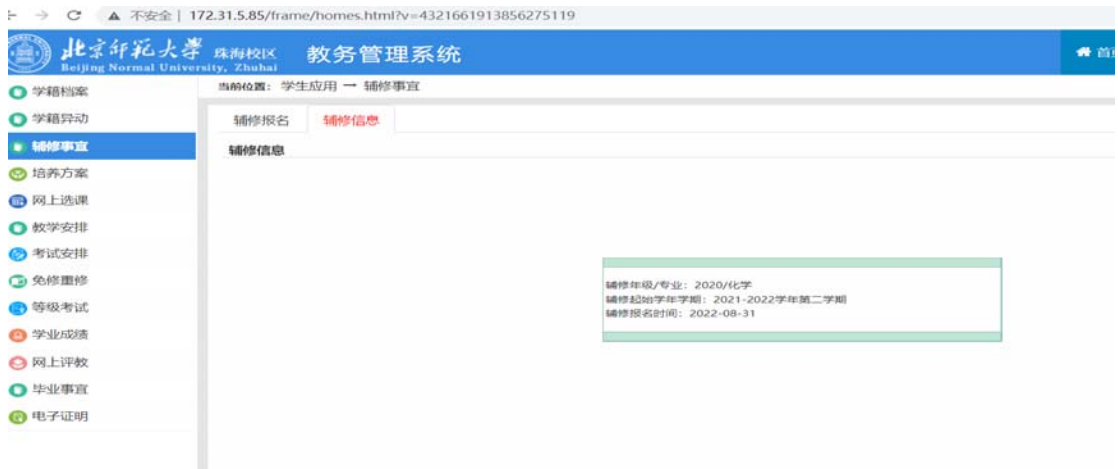 不安全 | 172.31.5.85/frame/homes.html?v=4321661913856275119
北京师范大学 珠海校区 教务管理系统
Beijing Normal University, Zhuhai
首页
当前位置：学生应用 → 辅修事宜
学籍档案
学籍异动
辅修事宜
培养方案
网上选课
教学安排
考试安排
免修重修
等级考试
学业成绩
网上评教
毕业事宜
电子证明
辅修报名 辅修信息
辅修信息
辅修年级/专业：2020/化学
辅修起始学年学期：2021-2022学年第二学期
辅修报名时间：2022-08-31